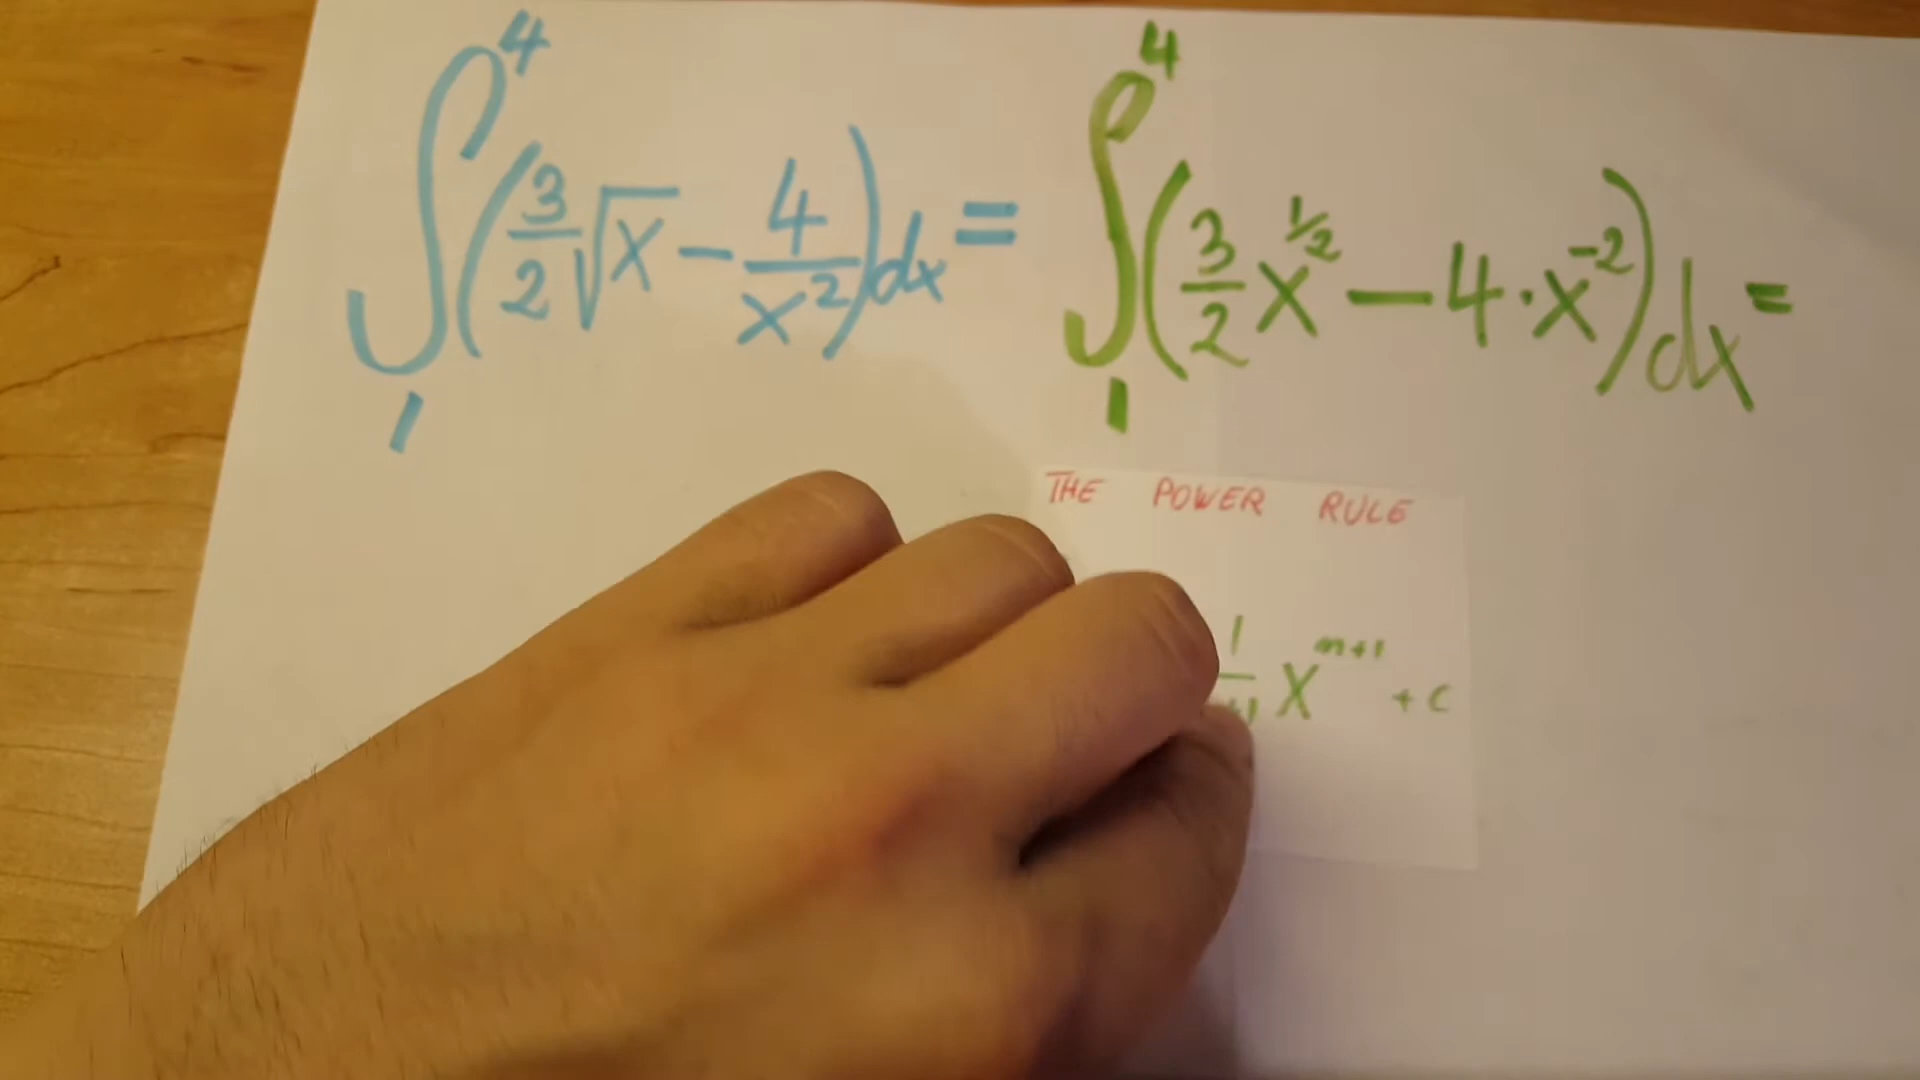 ∫₁⁴ (3/2 √x − 4/x²) dx = ∫₁⁴ (3/2 x^½ − 4·x⁻²) dx =
THE POWER RULE
x^(n+1) + C